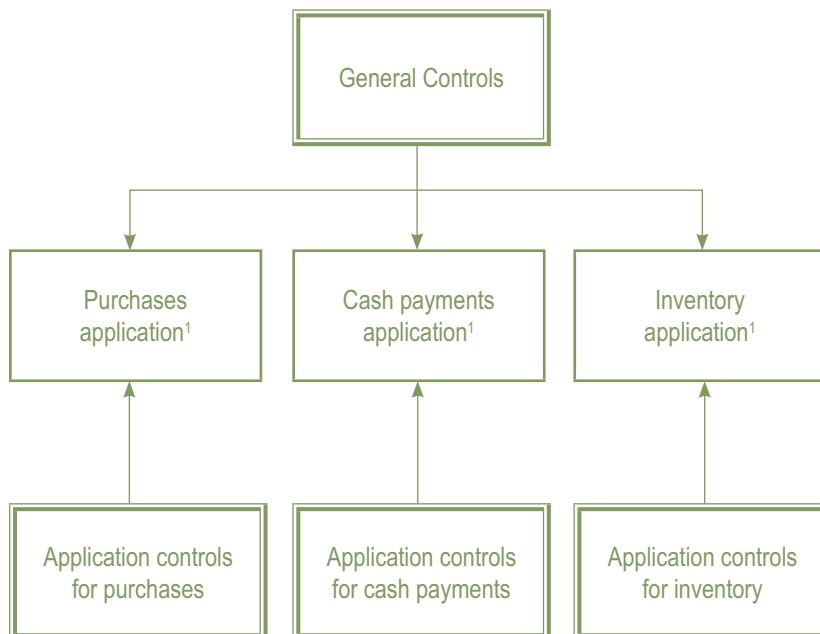 General Controls
Purchases
application¹
Cash payments
application¹
Inventory
application¹
Application controls
for purchases
Application controls
for cash payments
Application controls
for inventory